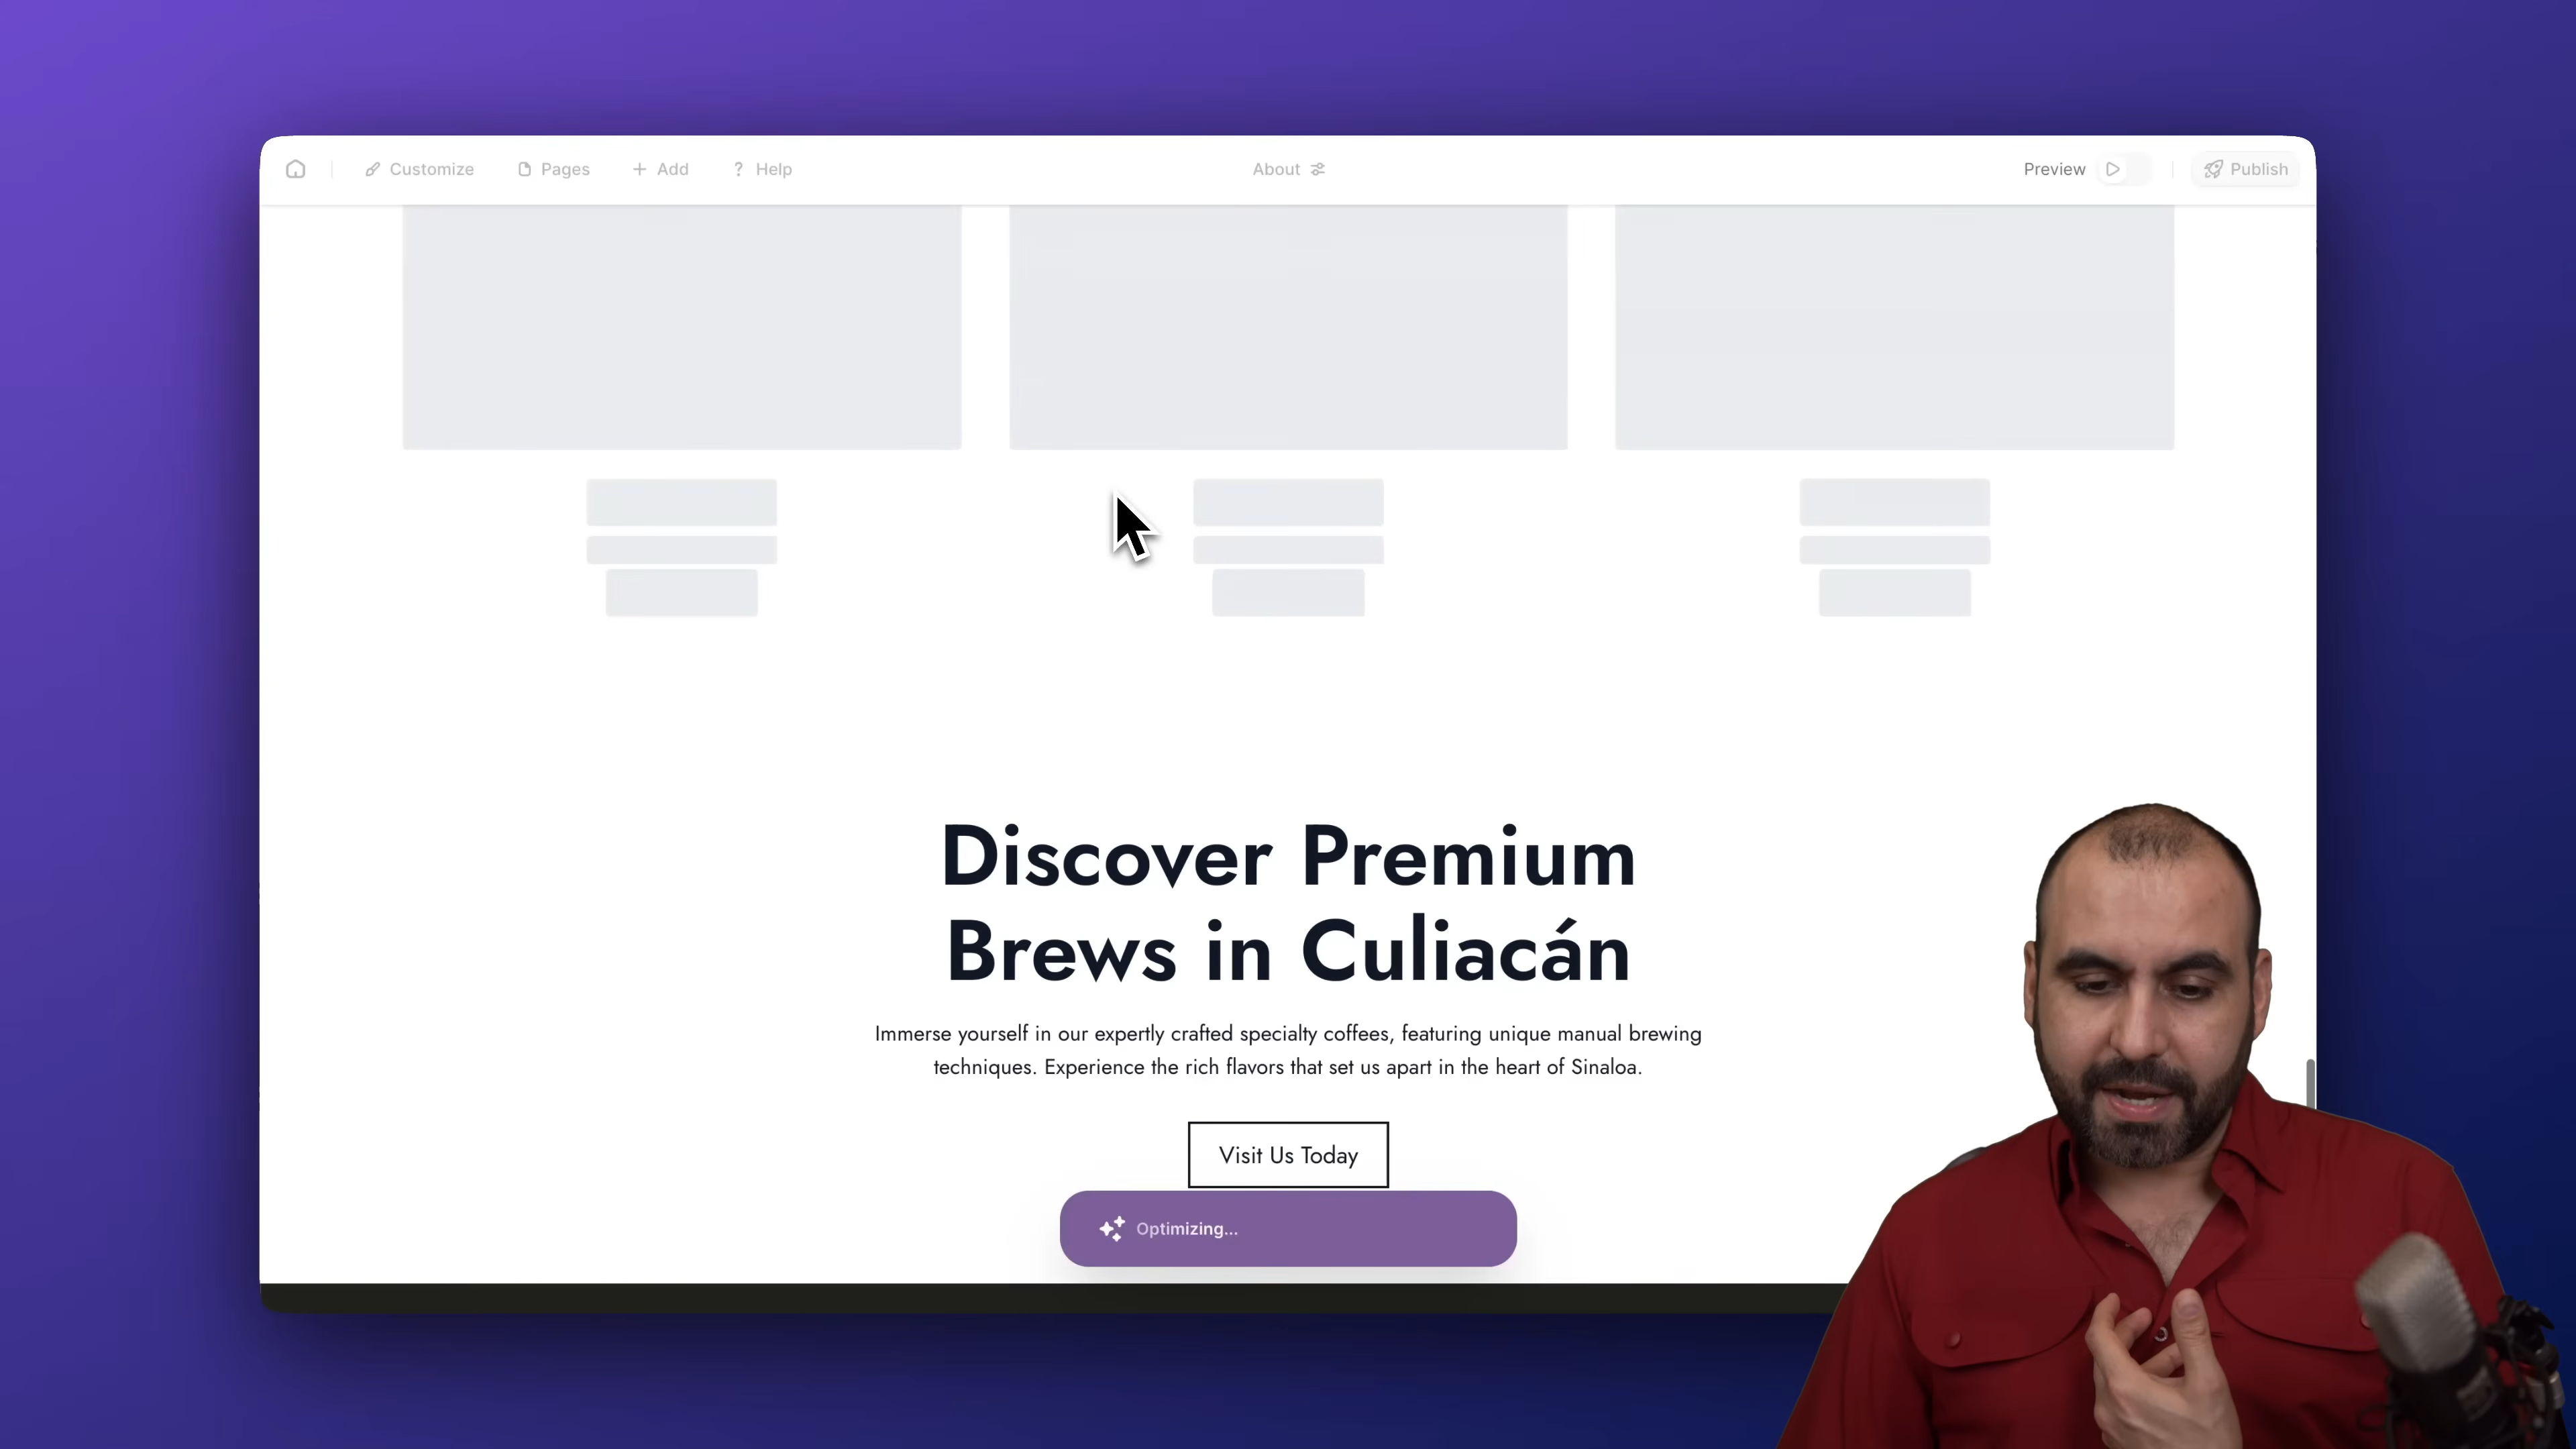 Customize Pages Add Help About Preview Publish
Discover Premium
Brews in Culiacán
Immerse yourself in our expertly crafted specialty coffees, featuring unique manual brewing
techniques. Experience the rich flavors that set us apart in the heart of Sinaloa.
Visit Us Today
Optimizing...